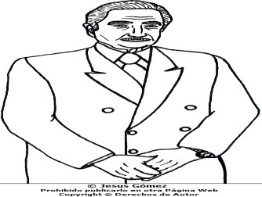 © Jesus Gómez
Prohibido publicarlo en otra Página Web
Copyright © Derechos de Autor